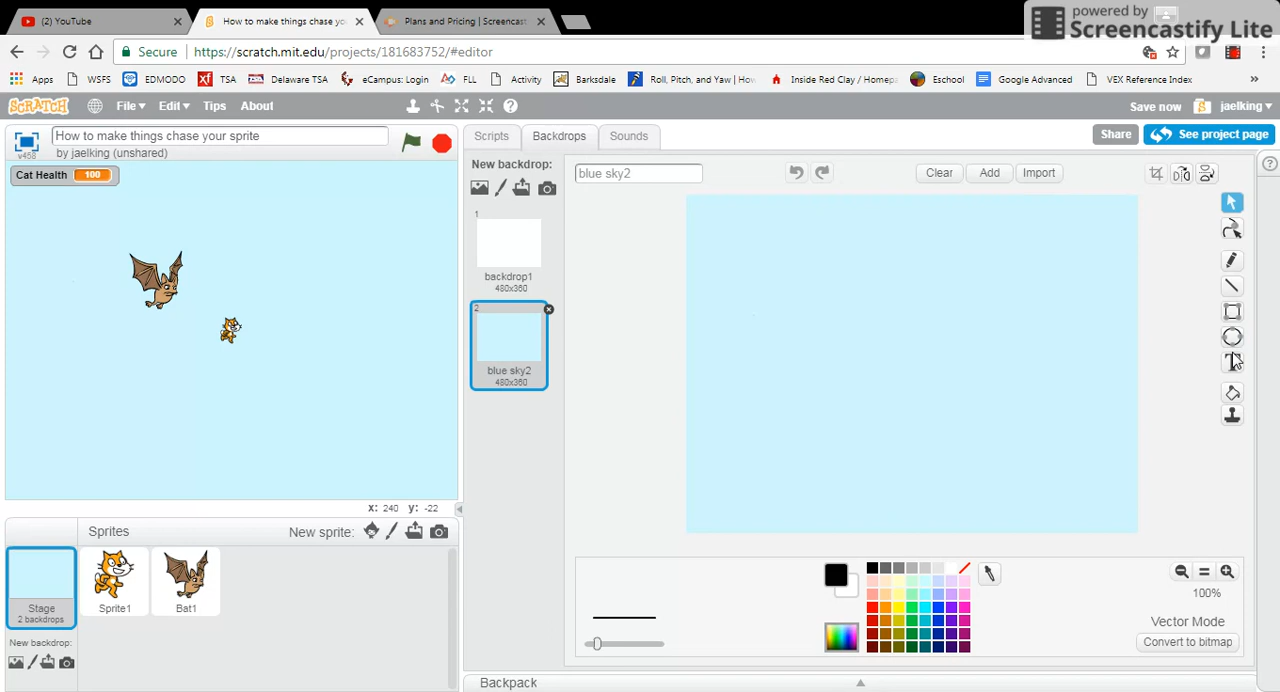 (2) YouTube
How to make things chase yo
Plans and Pricing | Screencast
powered by
Screencastify Lite
Secure
https://scratch.mit.edu/projects/181683752/#editor
Apps
WSFS
EDMODO
TSA
Delaware TSA
eCampus: Login
FLL
Activity
Barksdale
Roll, Pitch, and Yaw | Hov
Inside Red Clay / Homepa
Eschool
Google Advanced
VEX Reference Index
»
SCRATCH
File
Edit
Tips
About
Save now
jaelking
v458
How to make things chase your sprite
by jaelking (unshared)
Scripts
Backdrops
Sounds
Share
See project page
Cat Health 100
New backdrop:
blue sky2
Clear
Add
Import
1
backdrop1
480x360
2
blue sky2
480x360
T
x: 240 y: -22
Sprites
New sprite:
Stage
2 backdrops
Sprite1
Bat1
New backdrop:
100%
Vector Mode
Convert to bitmap
Backpack